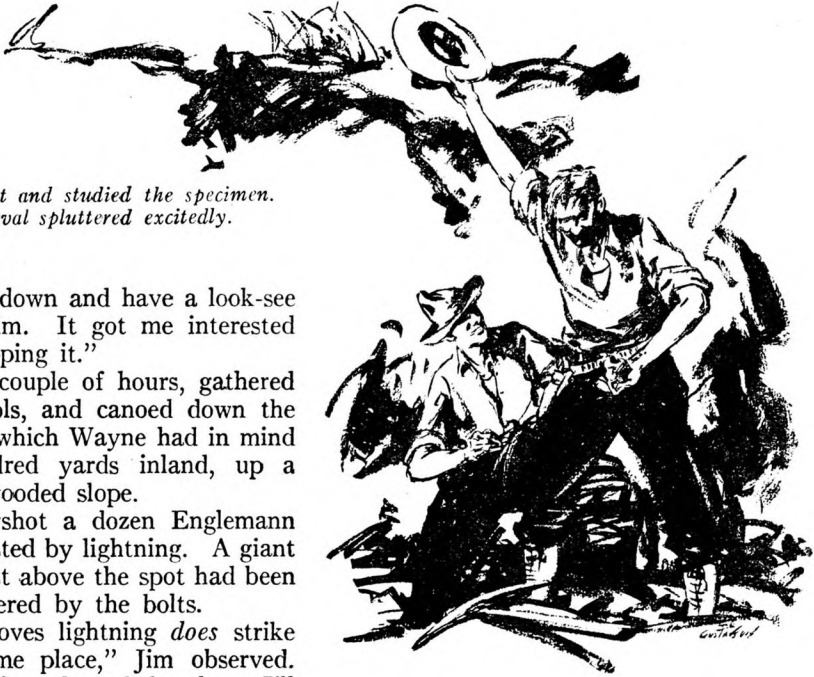 t and studied the specimen.
val spluttered excitedly.
down and have a look-see
m. It got me interested
ping it.”
couple of hours, gathered
ls, and canoed down the
which Wayne had in mind
dred yards inland, up a
ooded slope.
shot a dozen Englemann
ted by lightning. A giant
t above the spot had been
ered by the bolts.
oves lightning does strike
me place,” Jim observed.